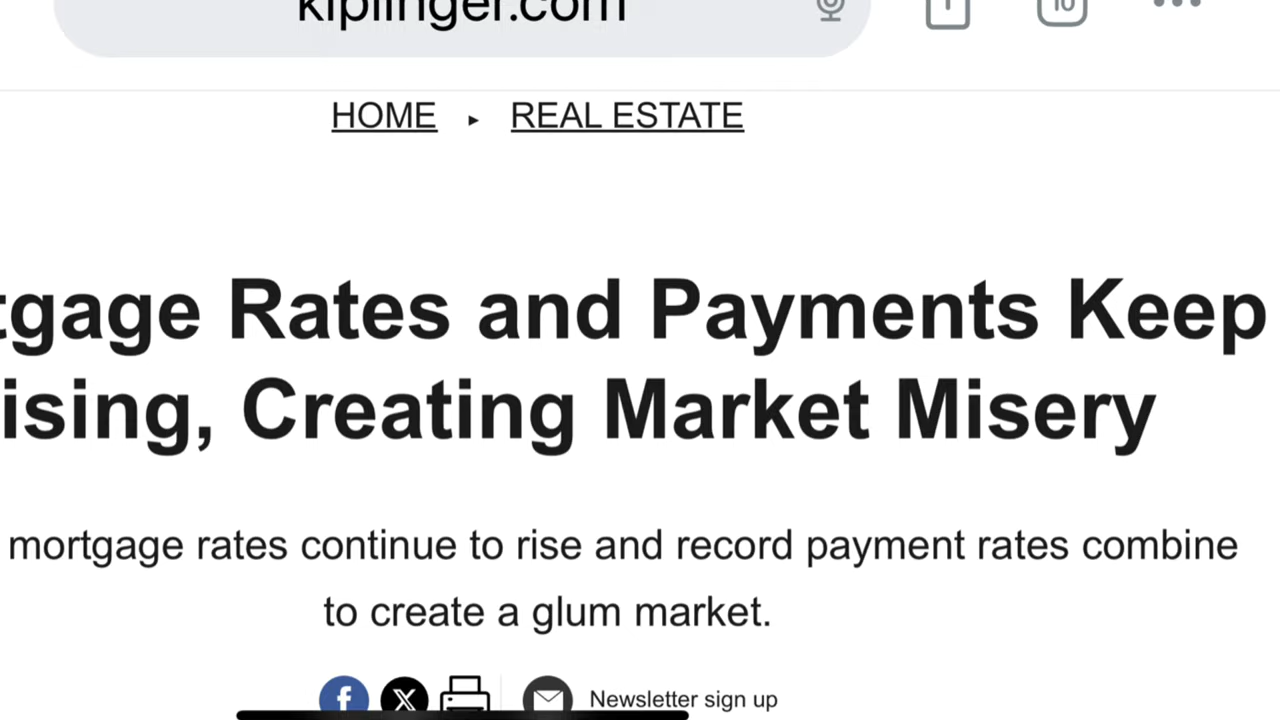 kiplinger.com
10
HOME ▸ REAL ESTATE
tgage Rates and Payments Keep
ising, Creating Market Misery
mortgage rates continue to rise and record payment rates combine
to create a glum market.
Newsletter sign up